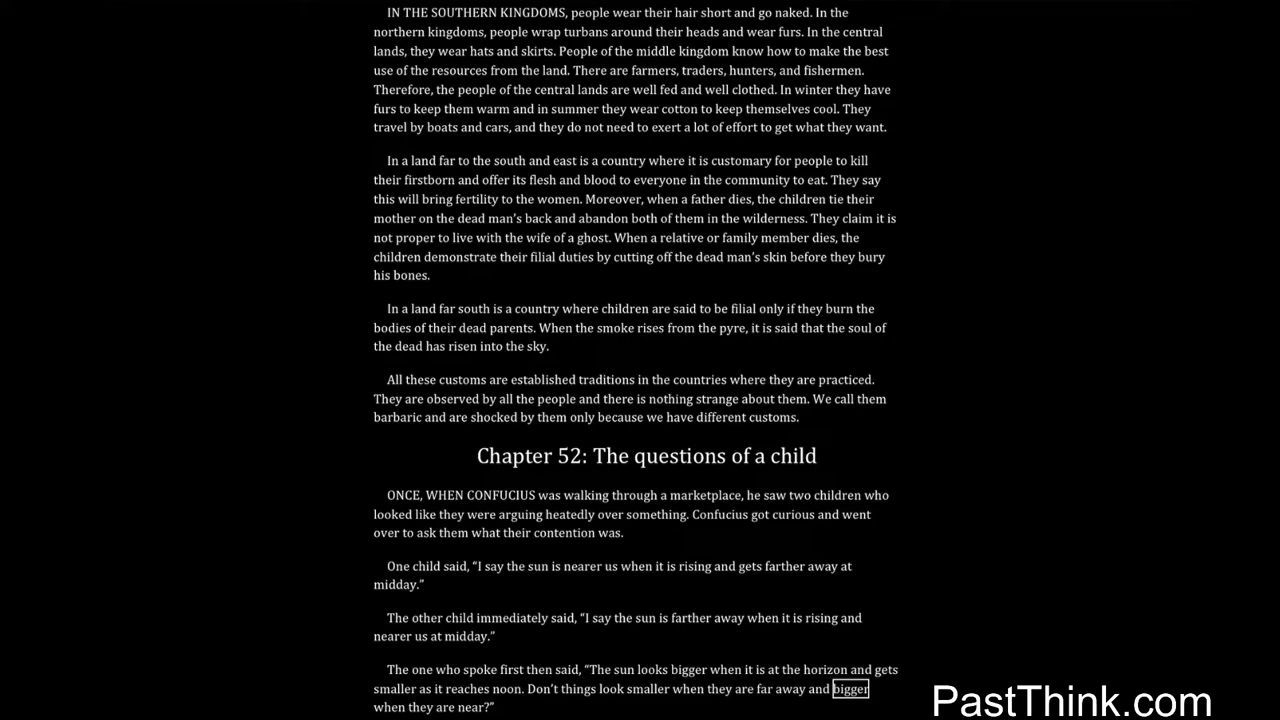 IN THE SOUTHERN KINGDOMS, people wear their hair short and go naked. In the
northern kingdoms, people wrap turbans around their heads and wear furs. In the central
lands, they wear hats and skirts. People of the middle kingdom know how to make the best
use of the resources from the land. There are farmers, traders, hunters, and fishermen.
Therefore, the people of the central lands are well fed and well clothed. In winter they have
furs to keep them warm and in summer they wear cotton to keep themselves cool. They
travel by boats and cars, and they do not need to exert a lot of effort to get what they want.
In a land far to the south and east is a country where it is customary for people to kill
their firstborn and offer its flesh and blood to everyone in the community to eat. They say
this will bring fertility to the women. Moreover, when a father dies, the children tie their
mother on the dead man’s back and abandon both of them in the wilderness. They claim it is
not proper to live with the wife of a ghost. When a relative or family member dies, the
children demonstrate their filial duties by cutting off the dead man’s skin before they bury
his bones.
In a land far south is a country where children are said to be filial only if they burn the
bodies of their dead parents. When the smoke rises from the pyre, it is said that the soul of
the dead has risen into the sky.
All these customs are established traditions in the countries where they are practiced.
They are observed by all the people and there is nothing strange about them. We call them
barbaric and are shocked by them only because we have different customs.
Chapter 52: The questions of a child
ONCE, WHEN CONFUCIUS was walking through a marketplace, he saw two children who
looked like they were arguing heatedly over something. Confucius got curious and went
over to ask them what their contention was.
One child said, “I say the sun is nearer us when it is rising and gets farther away at
midday.”
The other child immediately said, “I say the sun is farther away when it is rising and
nearer us at midday.”
The one who spoke first then said, “The sun looks bigger when it is at the horizon and gets
smaller as it reaches noon. Don’t things look smaller when they are far away and bigger
when they are near?”
PastThink.com